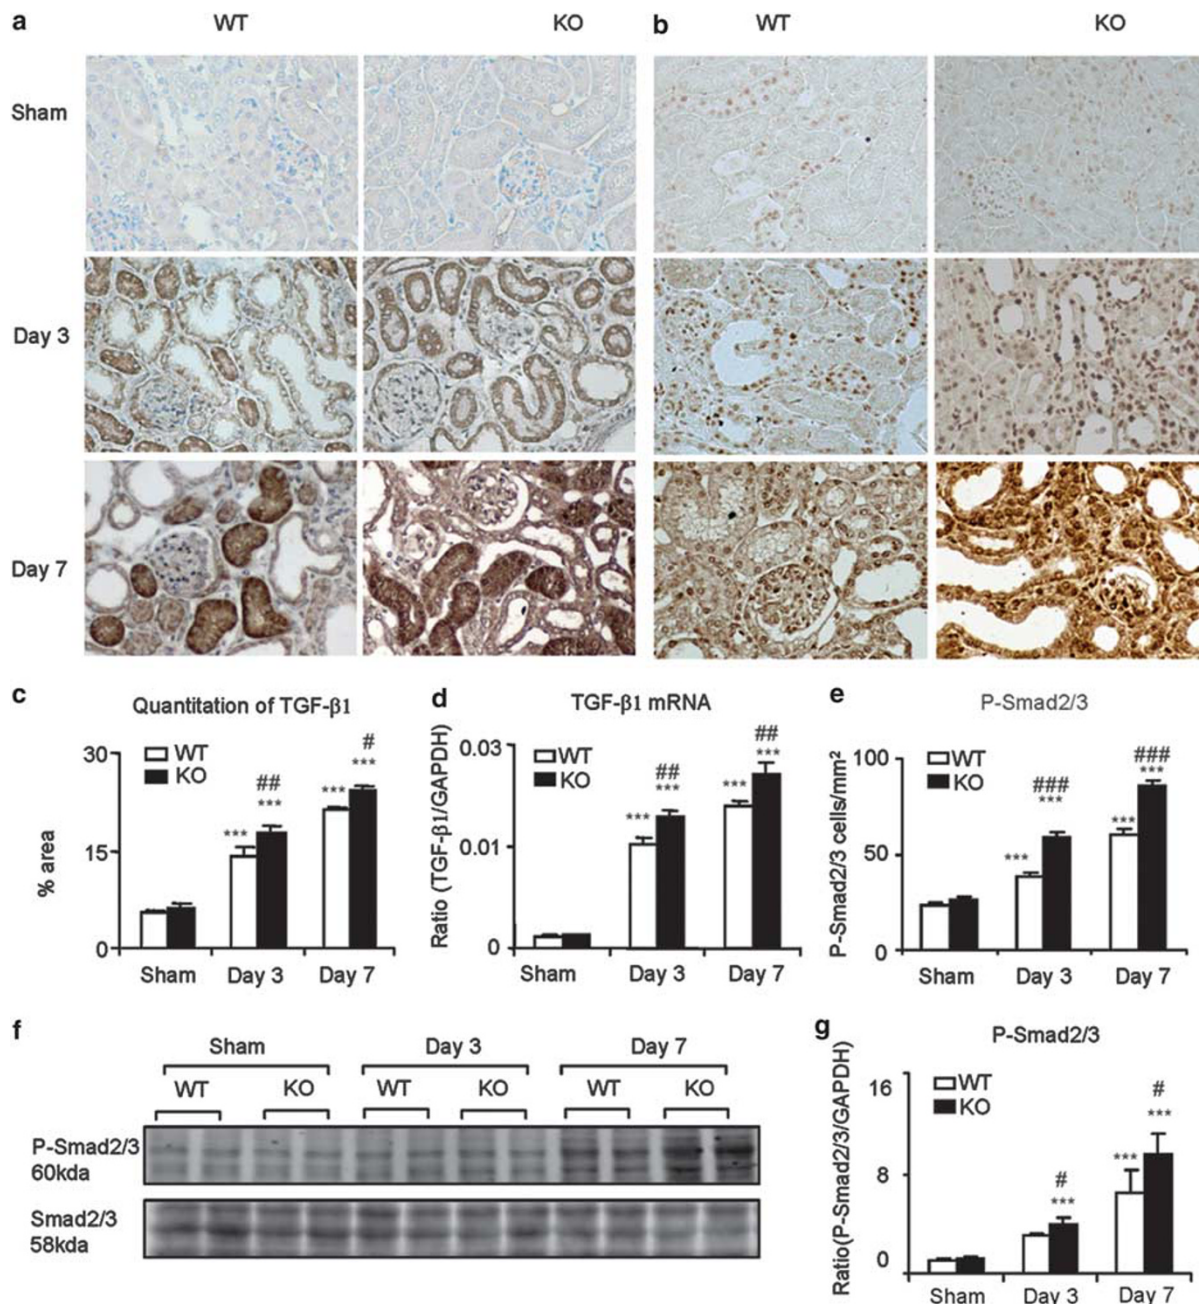 a WT KO b WT KO
Sham
Day 3
Day 7
c Quantitation of TGF-β1
30
15
0
% area
WT
KO
***
##
***
***
#
***
Sham Day 3 Day 7
d TGF-β1 mRNA
0.03
0.01
0
Ratio (TGF-β1/GAPDH)
WT
KO
***
##
***
***
##
***
Sham Day 3 Day 7
e P-Smad2/3
100
50
0
P-Smad2/3 cells/mm²
WT
KO
***
###
***
***
###
***
Sham Day 3 Day 7
f
Sham Day 3 Day 7
WT KO WT KO WT KO
P-Smad2/3
60kda
Smad2/3
58kda
g P-Smad2/3
16
8
0
Ratio(P-Smad2/3/GAPDH)
WT
KO
#
***
***
#
***
Sham Day 3 Day 7